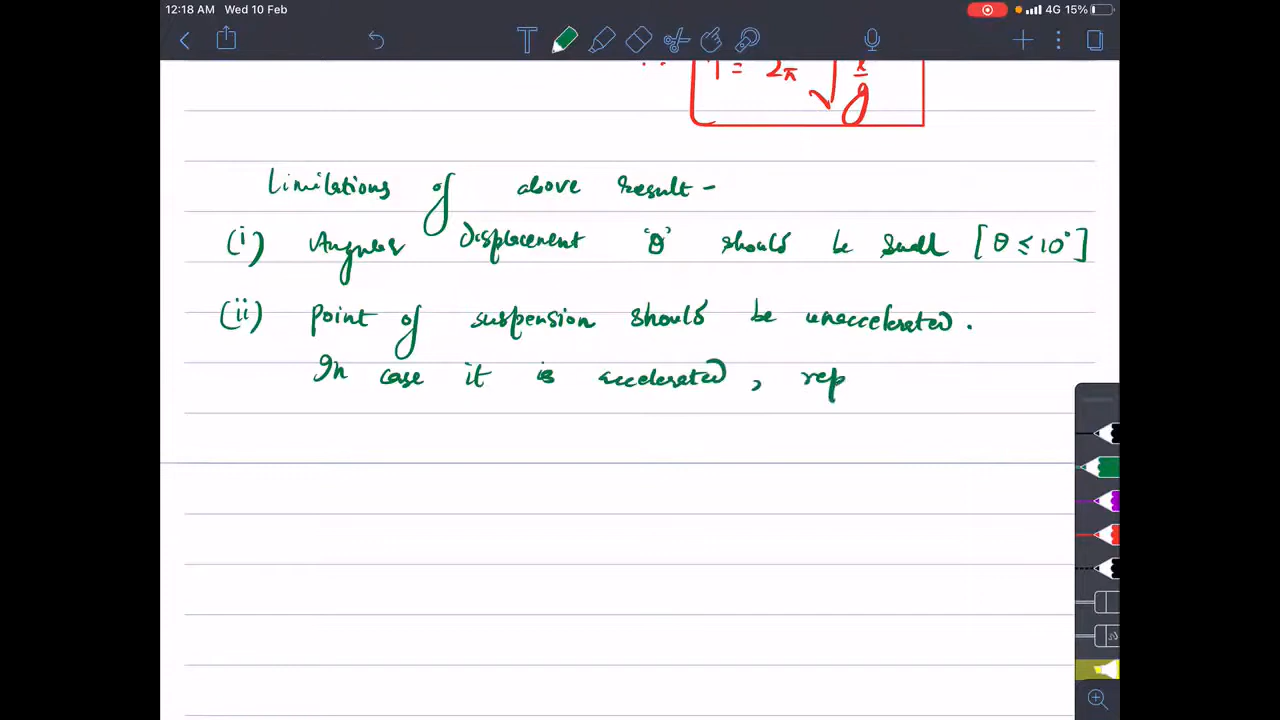 12:18 AM Wed 10 Feb
4G 15%
T = 2π √
g
Limitations of above result -
(i) Angular displacement 'θ' should be small [θ ≤ 10°]
(ii) point of suspension should be unaccelerated.
In case it is accelerated, rep